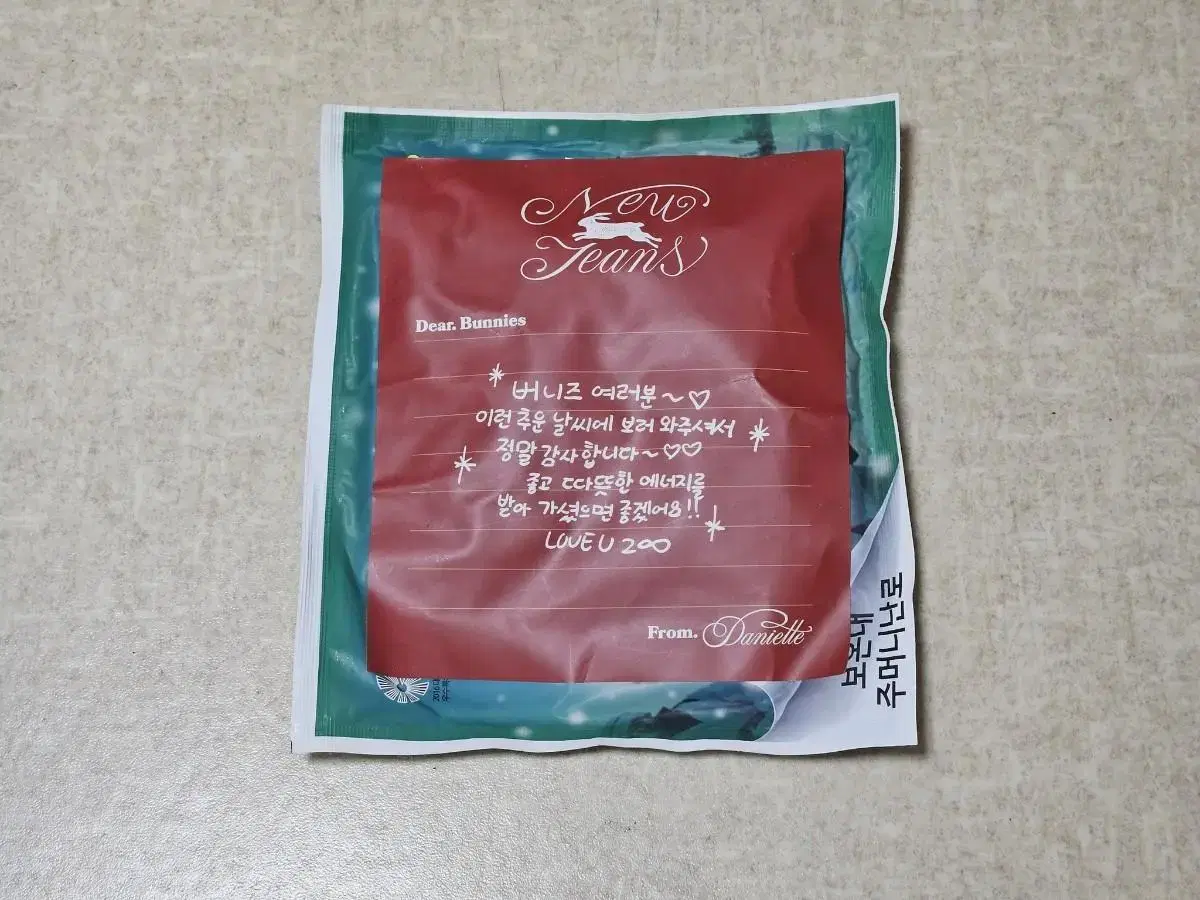 New
Jeans
Dear. Bunnies
버니즈 여러분~♡
이런 추운 날씨에 보러 와주셔서
정말 감사합니다~♡♡
좋고 따뜻한 에너지를
받아 가셨으면 좋겠어요!!
LOVE U 200
From. Danielle
보온대
주머니난로